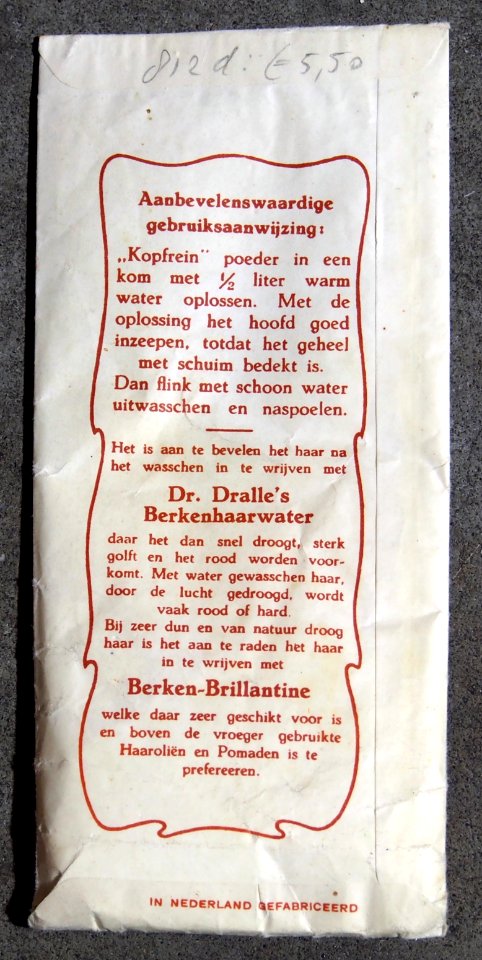 812 d: € 5,50
Aanbevelenswaardige
gebruiksaanwijzing:
„Kopfrein" poeder in een
kom met ½ liter warm
water oplossen. Met de
oplossing het hoofd goed
inzeepen, totdat het geheel
met schuim bedekt is.
Dan flink met schoon water
uitwasschen en naspoelen.
Het is aan te bevelen het haar na
het wasschen in te wrijven met
Dr. Dralle's
Berkenhaarwater
daar het dan snel droogt, sterk
golft en het rood worden voor-
komt. Met water gewasschen haar,
door de lucht gedroogd, wordt
vaak rood of hard.
Bij zeer dun en van natuur droog
haar is het aan te raden het haar
in te wrijven met
Berken-Brillantine
welke daar zeer geschikt voor is
en boven de vroeger gebruikte
Haaroliën en Pomaden is te
prefereeren.
IN NEDERLAND GEFABRICEERD